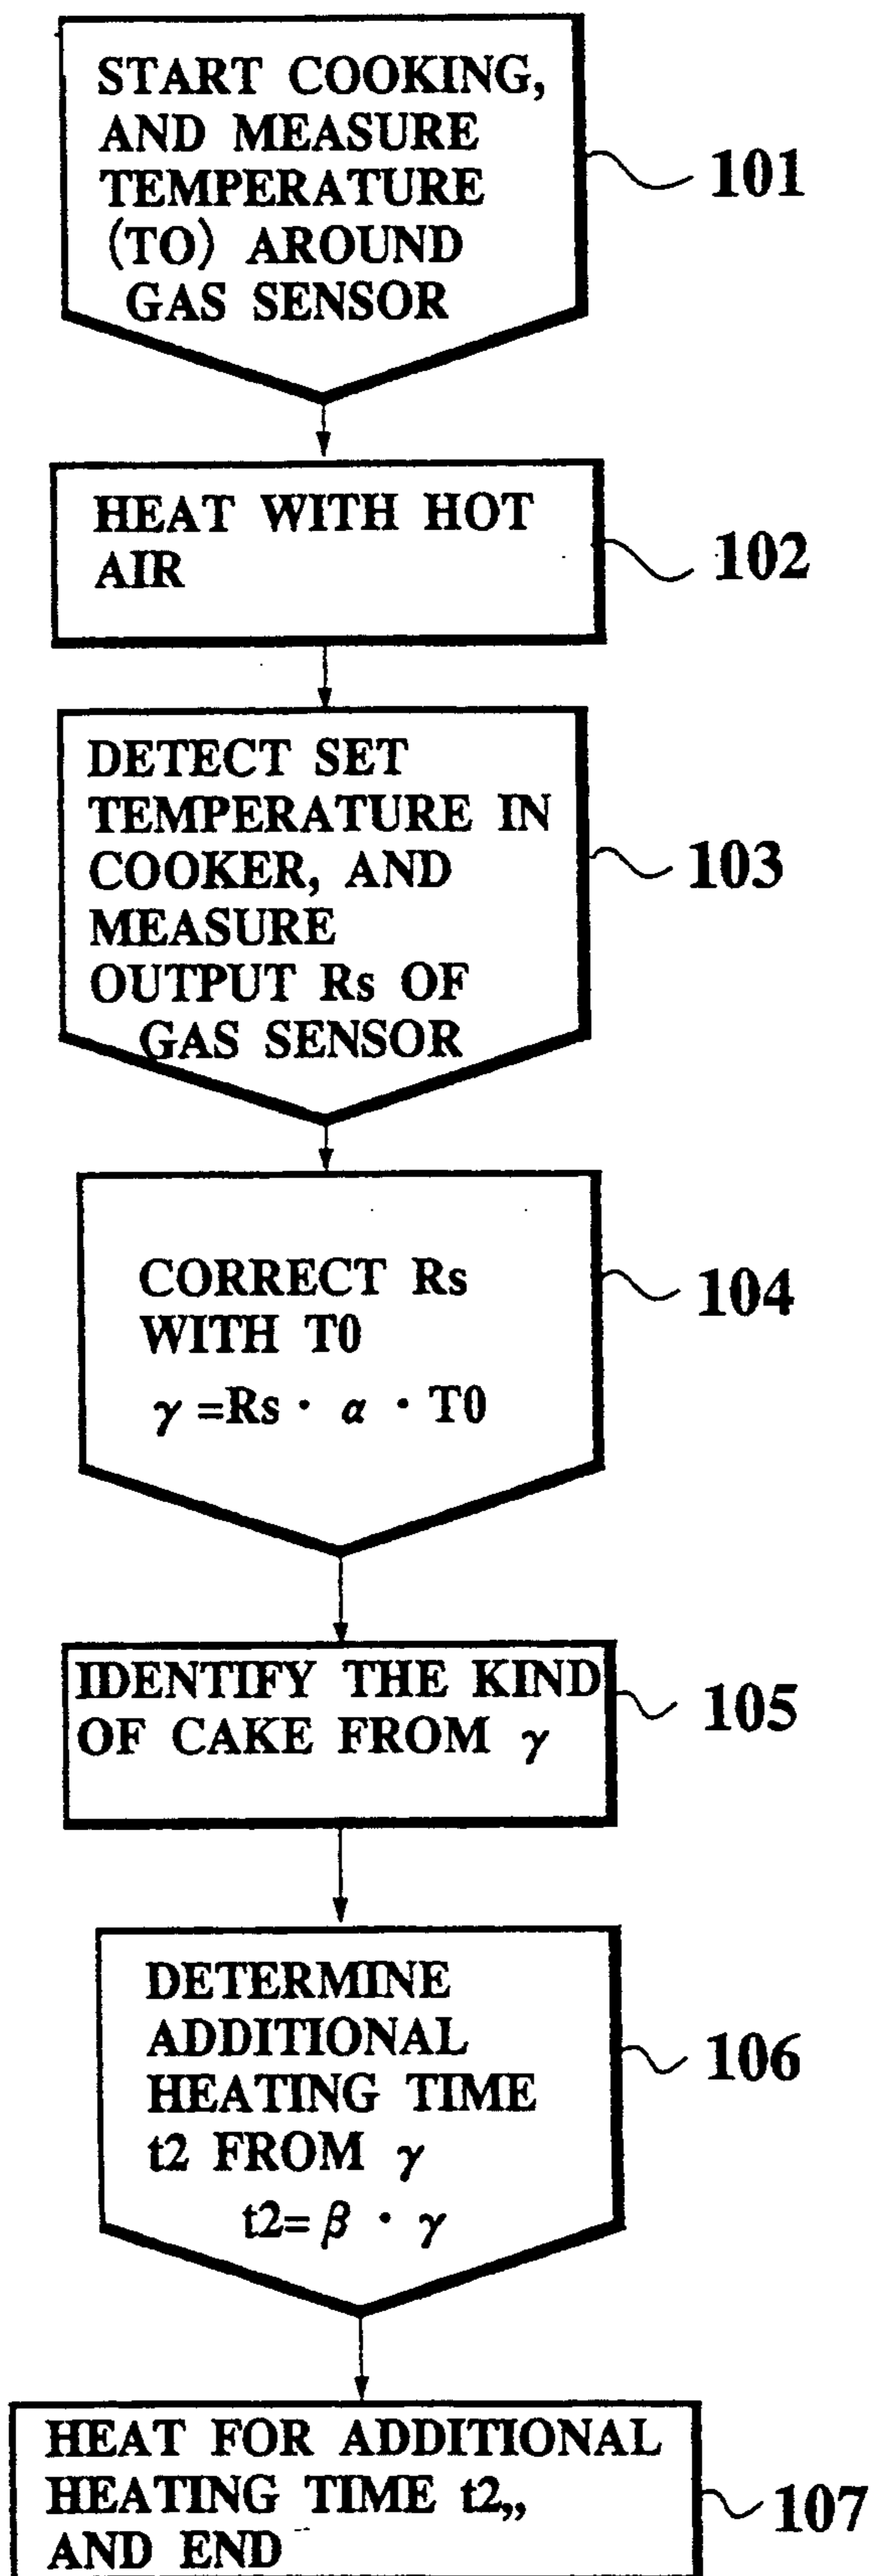 START COOKING,
AND MEASURE
TEMPERATURE
(TO) AROUND
GAS SENSOR
101
HEAT WITH HOT
AIR
102
DETECT SET
TEMPERATURE IN
COOKER, AND
MEASURE
OUTPUT Rs OF
GAS SENSOR
103
CORRECT Rs
WITH T0
γ =Rs · α · T0
104
IDENTIFY THE KIND
OF CAKE FROM γ
105
DETERMINE
ADDITIONAL
HEATING TIME
t2 FROM γ
t2= β · γ
106
HEAT FOR ADDITIONAL
HEATING TIME t2,,
AND END
107